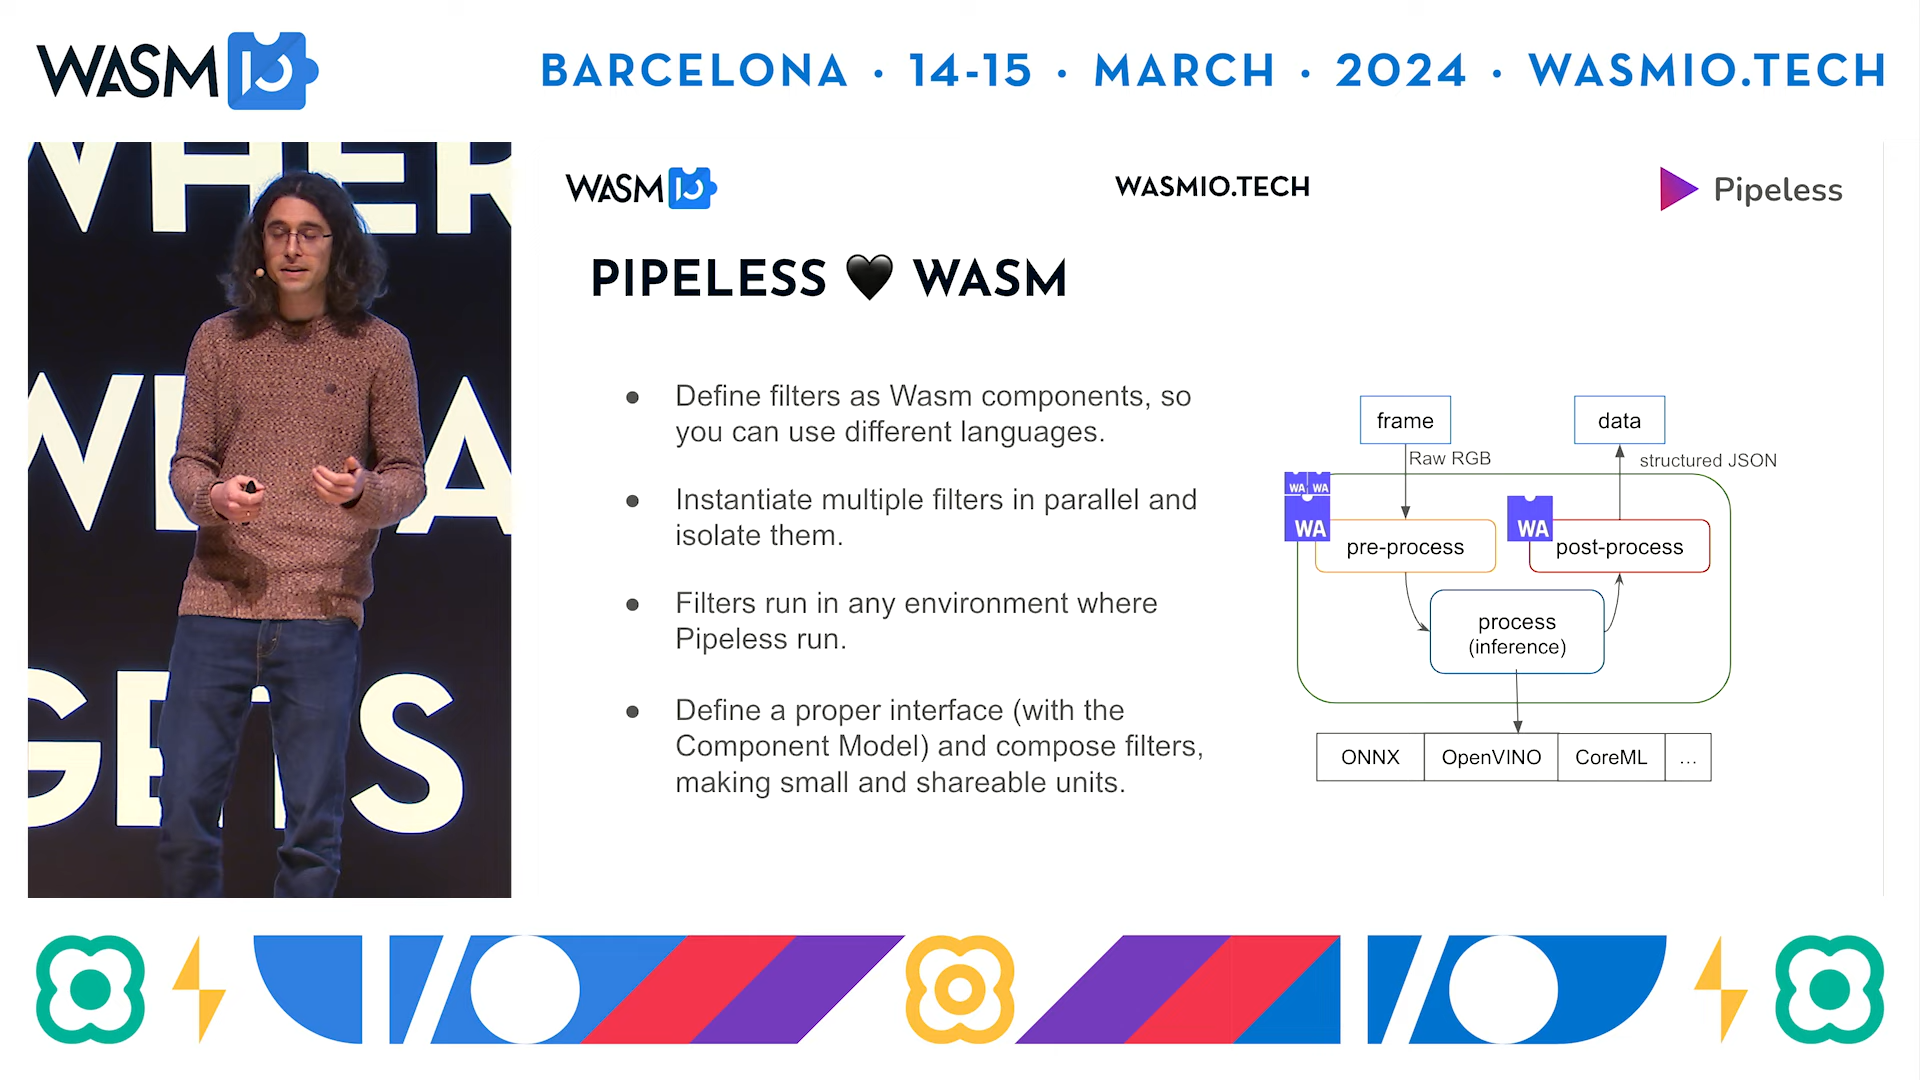 WASM IO
BARCELONA · 14-15 · MARCH · 2024 · WASMIO.TECH
WHER
GETS
WASM IO
WASMIO.TECH
Pipeless
PIPELESS 🖤 WASM
● Define filters as Wasm components, so
you can use different languages.
● Instantiate multiple filters in parallel and
isolate them.
● Filters run in any environment where
Pipeless run.
● Define a proper interface (with the
Component Model) and compose filters,
making small and shareable units.
frame
data
Raw RGB
structured JSON
WA WA
WA
WA
pre-process
post-process
process
(inference)
ONNX
OpenVINO
CoreML
...